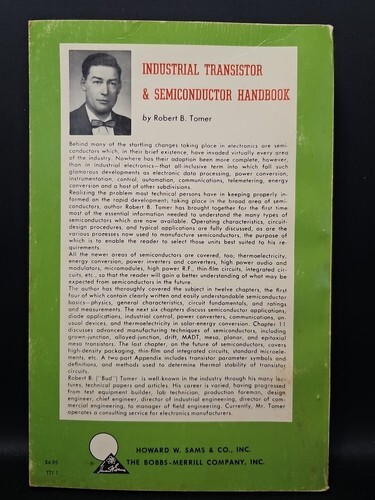 INDUSTRIAL TRANSISTOR
& SEMICONDUCTOR HANDBOOK
by Robert B. Tomer
Behind many of the startling changes taking place in electronics are semi-
conductors which, in their brief existence, have invaded virtually every area
of the industry. Nowhere has their adoption been more complete, however,
than in industrial electronics—that all-inclusive term into which fall such
glamorous developments as electronic data processing, power conversion,
instrumentation, control, automation, communications, telemetering, energy
conversion and a host of other subdivisions.
Realizing the problem most technical persons have in keeping properly in-
formed on the rapid developments taking place in the broad area of semi-
conductors, author Robert B. Tomer has brought together for the first time
most of the essential information needed to understand the many types of
semiconductors which are now available. Operating characteristics, circuit-
design procedures, and typical applications are fully discussed, as are the
various processes now used to manufacture semiconductors, the purpose of
which is to enable the reader to select those units best suited to his re-
quirements.
All the newer areas of semiconductors are covered, too; thermoelectricity,
energy conversion, power inverters and converters, high power audio and
modulators, micromodules, high power R.F., thin-film circuits, integrated cir-
cuits, etc., so that the reader will gain a better understanding of what may be
expected from semiconductors in the future.
The author has thoroughly covered the subject in twelve chapters, the first
four of which contain clearly written and easily understandable semiconductor
basics—physics, general characteristics, circuit fundamentals, and ratings
and measurements. The next six chapters discuss semiconductor applications;
diode applications, industrial control, power converters, communications, un-
usual devices, and thermoelectricity in solar-energy conversion. Chapter 11
discusses advanced manufacturing techniques of semiconductors, including
grown-junction, alloyed-junction, drift, MADT, mesa, planar, and epitaxial
mesa transistors. The last chapter, on the future of semiconductors, covers
high-density packaging, thin-film and integrated circuits, standard microele-
ments, etc. A two part Appendix includes transistor parameter symbols and
definitions, and methods used to determine thermal stability of transistor
circuits.
Robert B. ("Bud") Tomer is well known in the industry through his many lec-
tures, technical papers and articles. His career is varied, having progressed
from test equipment builder, lab technician, production foreman, design
engineer, chief engineer, director of industrial engineering, director of com-
mercial engineering, to manager of field engineering. Currently, Mr. Tomer
operates a consulting service for electronics manufacturers.
HOWARD W. SAMS & CO., INC.
THE BOBBS-MERRILL COMPANY, INC.
$4.95
TTI 1